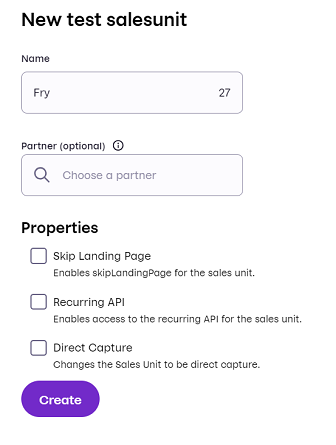 New test salesunit
Name
Fry 27
Partner (optional)
Choose a partner
Properties
Skip Landing Page
Enables skipLandingPage for the sales unit.
Recurring API
Enables access to the recurring API for the sales unit.
Direct Capture
Changes the Sales Unit to be direct capture.
Create